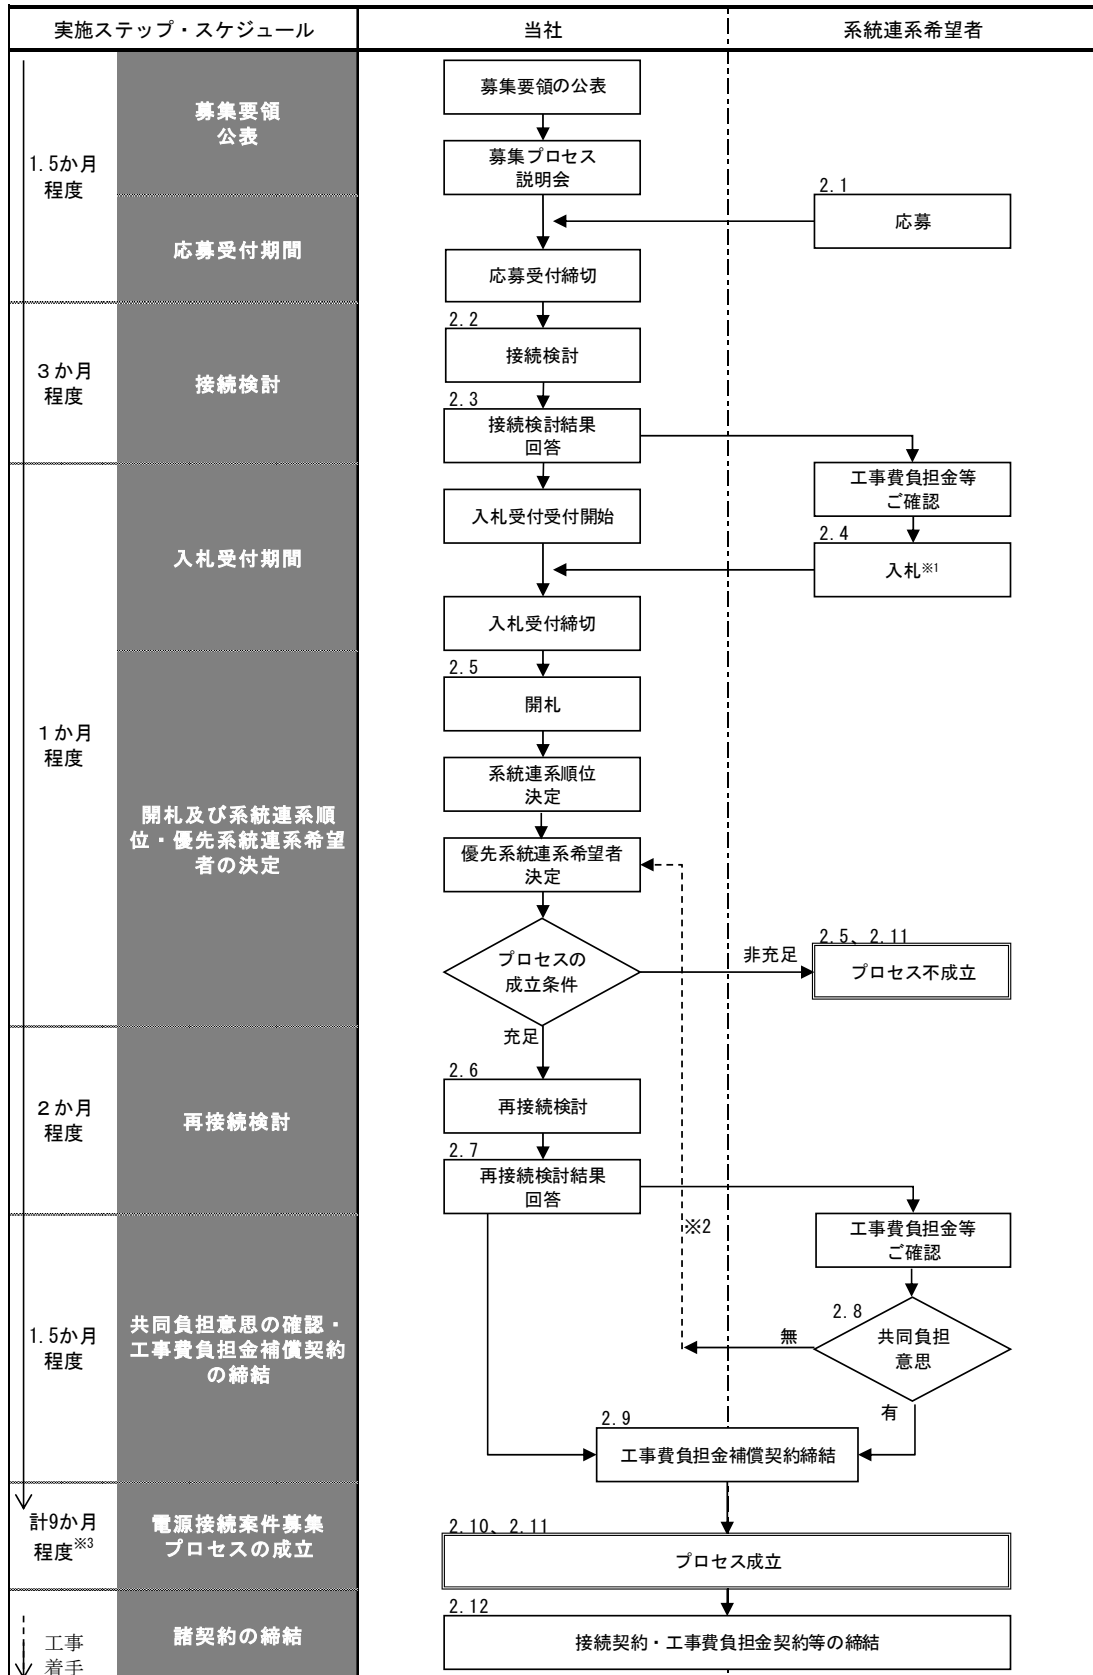 実施ステップ・スケジュール
当社
系統連系希望者
1.5か月
程度
募集要領
公表
募集要領の公表
募集プロセス
説明会
応募受付期間
2.1
応募
応募受付締切
3か月
程度
接続検討
2.2
接続検討
2.3
接続検討結果
回答
工事費負担金等
ご確認
入札受付期間
入札受付受付開始
2.4
入札※1
入札受付締切
1か月
程度
開札及び系統連系順
位・優先系統連系希望
者の決定
2.5
開札
系統連系順位
決定
優先系統連系希望者
決定
プロセスの
成立条件
非充足
2.5、2.11
プロセス不成立
充足
2か月
程度
再接続検討
2.6
再接続検討
2.7
再接続検討結果
回答
※2
工事費負担金等
ご確認
1.5か月
程度
共同負担意思の確認・
工事費負担金補償契約
の締結
2.8
共同負担
意思
無
有
2.9
工事費負担金補償契約締結
計9か月
程度※3
電源接続案件募集
プロセスの成立
2.10、2.11
プロセス成立
工事
着手
諸契約の締結
2.12
接続契約・工事費負担金契約等の締結